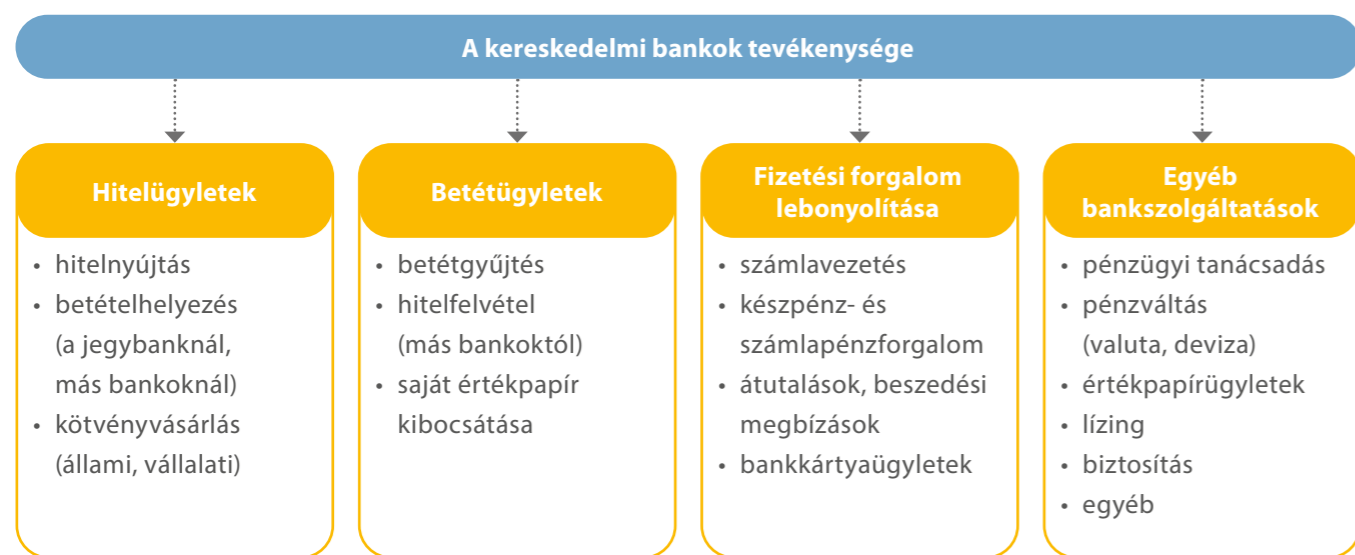 A kereskedelmi bankok tevékenysége
Hitelügyletek
• hitelnyújtás
• betételhelyezés
(a jegybanknál,
más bankoknál)
• kötvényvásárlás
(állami, vállalati)
Betétügyletek
• betétgyűjtés
• hitelfelvétel
(más bankoktól)
• saját értékpapír
kibocsátása
Fizetési forgalom
lebonyolítása
• számlavezetés
• készpénz- és
számlapénzforgalom
• átutalások, beszedési
megbízások
• bankkártyaügyletek
Egyéb
bankszolgáltatások
• pénzügyi tanácsadás
• pénzváltás
(valuta, deviza)
• értékpapírügyletek
• lízing
• biztosítás
• egyéb